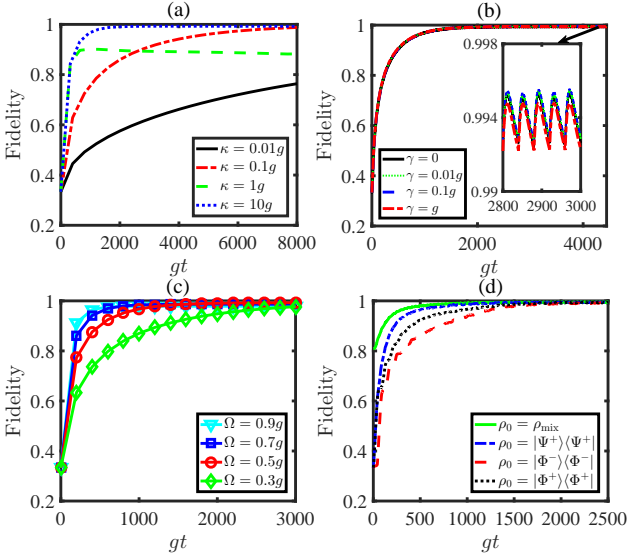 (a)
1
0.8
0.6
0.4
0.2
Fidelity
0 2000 4000 6000 8000
gt
κ = 0.01g
κ = 0.1g
κ = 1g
κ = 10g
(b)
1
0.8
0.6
0.4
0.2
Fidelity
0 2000 4000
gt
γ = 0
γ = 0.01g
γ = 0.1g
γ = g
0.998
0.994
0.99
2800 2900 3000
(c)
1
0.8
0.6
0.4
0.2
Fidelity
0 1000 2000 3000
gt
Ω = 0.9g
Ω = 0.7g
Ω = 0.5g
Ω = 0.3g
(d)
1
0.8
0.6
0.4
0.2
Fidelity
0 500 1000 1500 2000 2500
gt
ρ₀ = ρ_mix
ρ₀ = |Ψ⁺⟩⟨Ψ⁺|
ρ₀ = |Φ⁻⟩⟨Φ⁻|
ρ₀ = |Φ⁺⟩⟨Φ⁺|